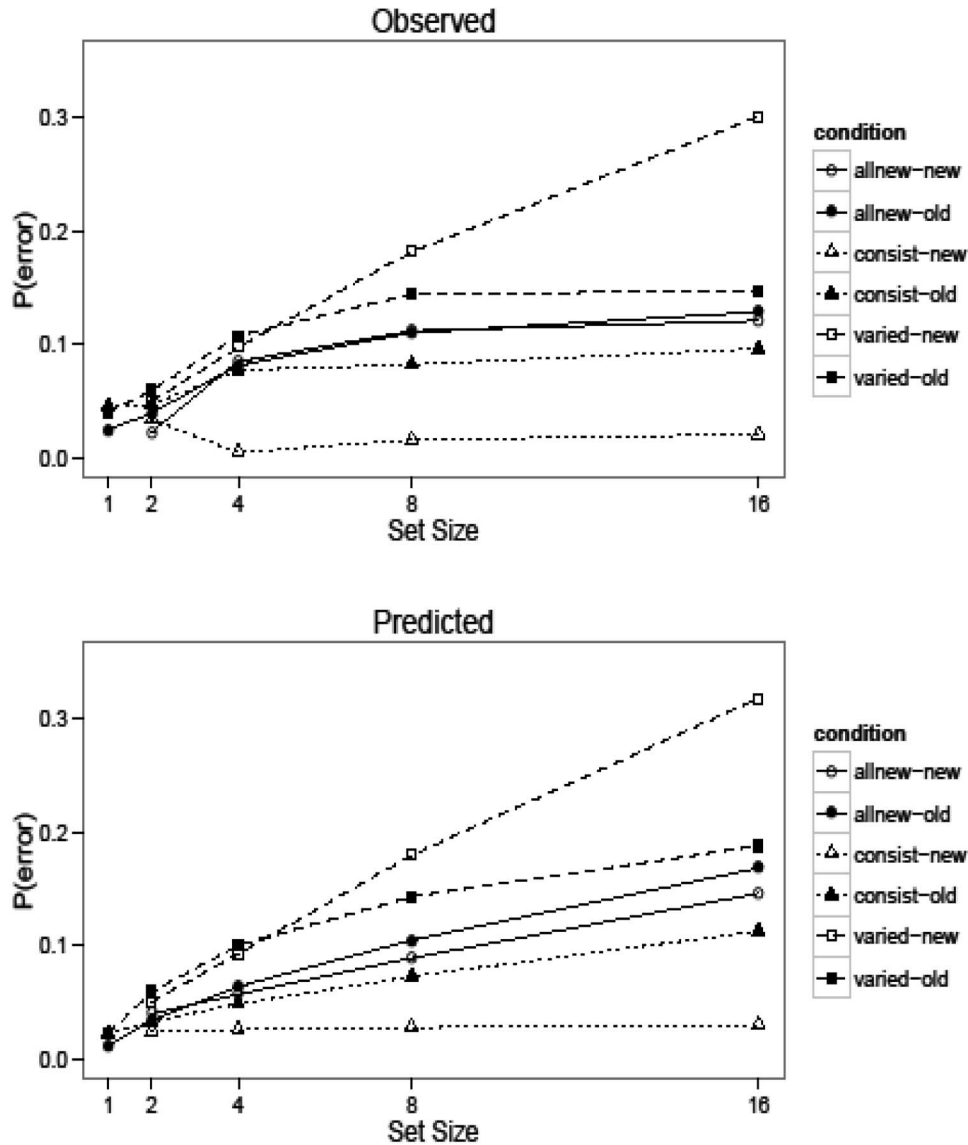 Observed
P(error)
0.3
0.2
0.1
0.0
1 2 4 8 16
Set Size
condition
allnew-new
allnew-old
consist-new
consist-old
varied-new
varied-old
Predicted
P(error)
0.3
0.2
0.1
0.0
1 2 4 8 16
Set Size
condition
allnew-new
allnew-old
consist-new
consist-old
varied-new
varied-old